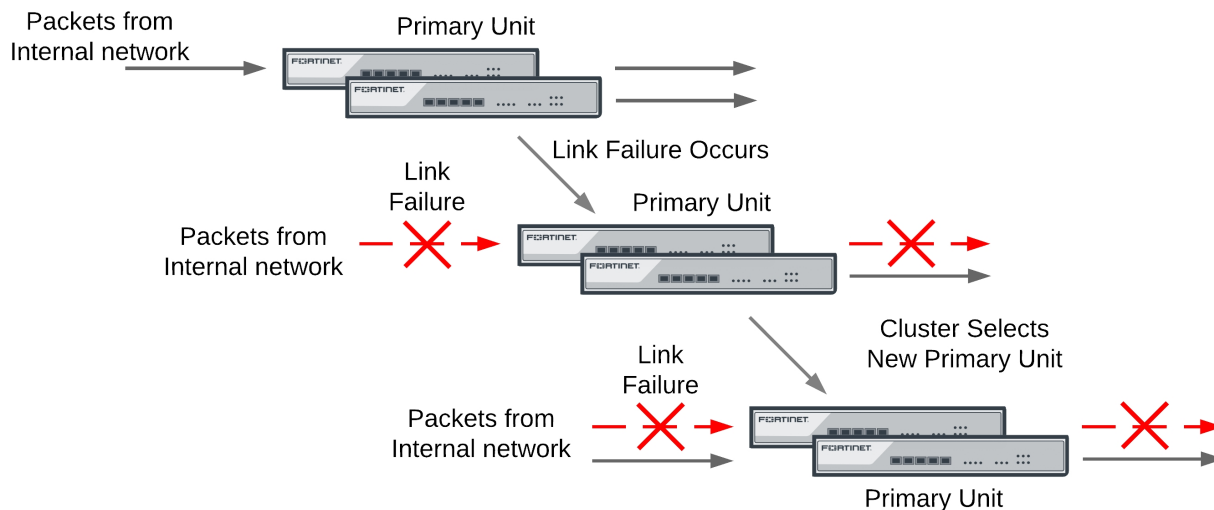 Packets from
Internal network
Primary Unit
FORTINET
FORTINET
Link Failure Occurs
Link
Failure
Primary Unit
Packets from
Internal network
FORTINET
FORTINET
Cluster Selects
New Primary Unit
Link
Failure
Packets from
Internal network
FORTINET
FORTINET
Primary Unit